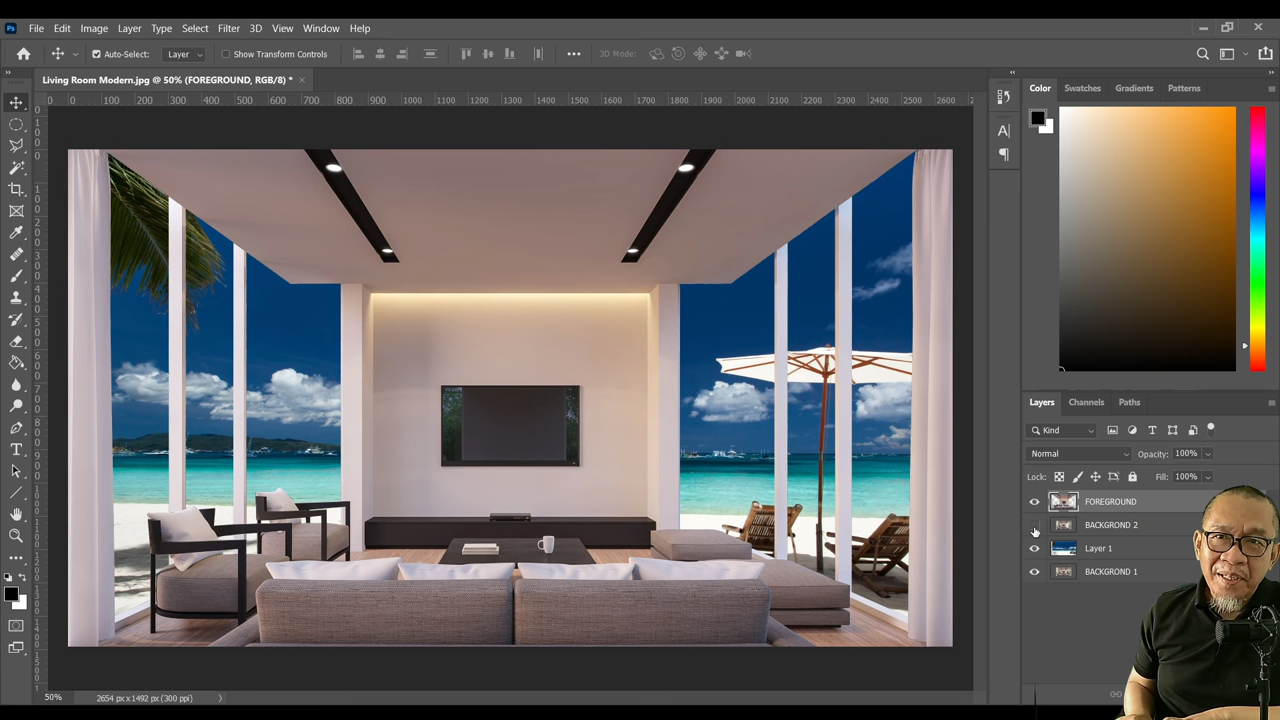 Ps File Edit Image Layer Type Select Filter 3D View Window Help
Auto-Select: Layer Show Transform Controls 3D Mode:
Living Room Modern.jpg @ 50% (FOREGROUND, RGB/8) * ×
0 100 0 100 200 300 400 500 600 700 800 900 1000 1100 1200 1300 1400 1500 1600 1700 1800 1900 2000 2100 2200 2300 2400 2500 2600
Color Swatches Gradients Patterns
Layers Channels Paths
Kind
Normal Opacity: 100%
Lock: Fill: 100%
FOREGROUND
BACKGROND 2
Layer 1
BACKGROUND 1
50% 2654 px x 1492 px (300 ppi)